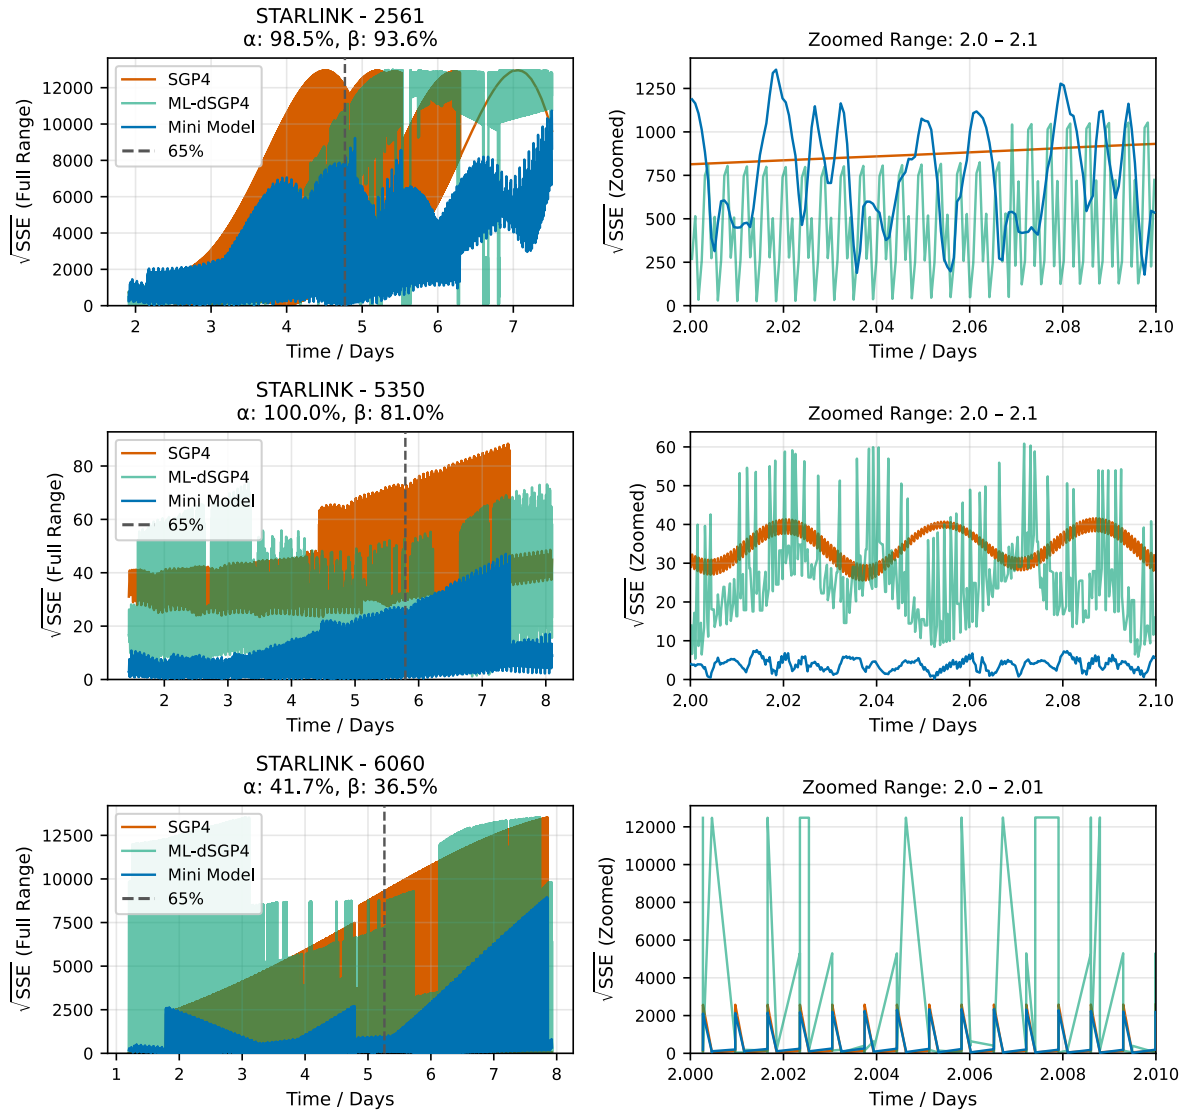 STARLINK - 2561
α: 98.5%, β: 93.6%
√SSE (Full Range)
12000
10000
8000
6000
4000
2000
0
SGP4
ML-dSGP4
Mini Model
65%
2 3 4 5 6 7
Time / Days
Zoomed Range: 2.0 – 2.1
√SSE (Zoomed)
1250
1000
750
500
250
0
2.00 2.02 2.04 2.06 2.08 2.10
Time / Days
STARLINK - 5350
α: 100.0%, β: 81.0%
√SSE (Full Range)
80
60
40
20
0
SGP4
ML-dSGP4
Mini Model
65%
2 3 4 5 6 7 8
Time / Days
Zoomed Range: 2.0 – 2.1
√SSE (Zoomed)
60
50
40
30
20
10
0
2.00 2.02 2.04 2.06 2.08 2.10
Time / Days
STARLINK - 6060
α: 41.7%, β: 36.5%
√SSE (Full Range)
12500
10000
7500
5000
2500
0
SGP4
ML-dSGP4
Mini Model
65%
1 2 3 4 5 6 7 8
Time / Days
Zoomed Range: 2.0 – 2.01
√SSE (Zoomed)
12000
10000
8000
6000
4000
2000
0
2.000 2.002 2.004 2.006 2.008 2.010
Time / Days